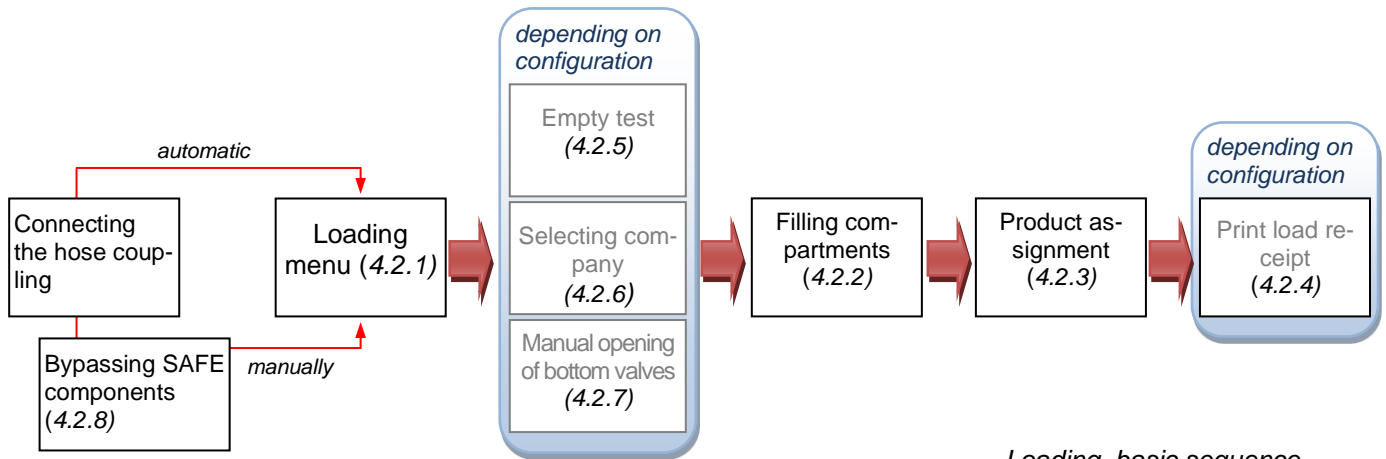 depending on
configuration
Empty test
(4.2.5)
automatic
Connecting
the hose coup-
ling
Loading
menu (4.2.1)
Selecting com-
pany
(4.2.6)
Filling com-
partments
(4.2.2)
Product as-
signment
(4.2.3)
depending on
configuration
Print load re-
ceipt
(4.2.4)
Bypassing SAFE
components
(4.2.8)
manually
Manual opening
of bottom valves
(4.2.7)
Loading, basic sequence